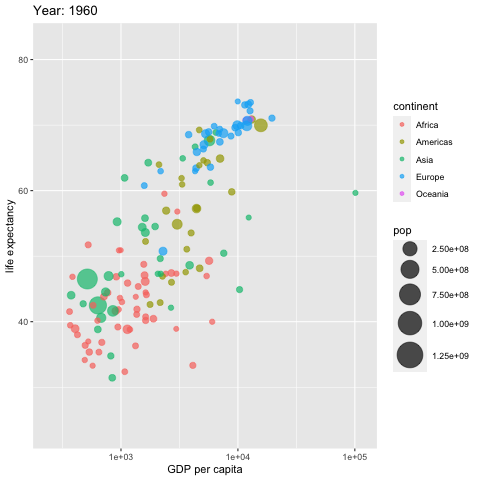 Year: 1960
80
60
40
life expectancy
1e+03
1e+04
1e+05
GDP per capita
continent
Africa
Americas
Asia
Europe
Oceania
pop
2.50e+08
5.00e+08
7.50e+08
1.00e+09
1.25e+09